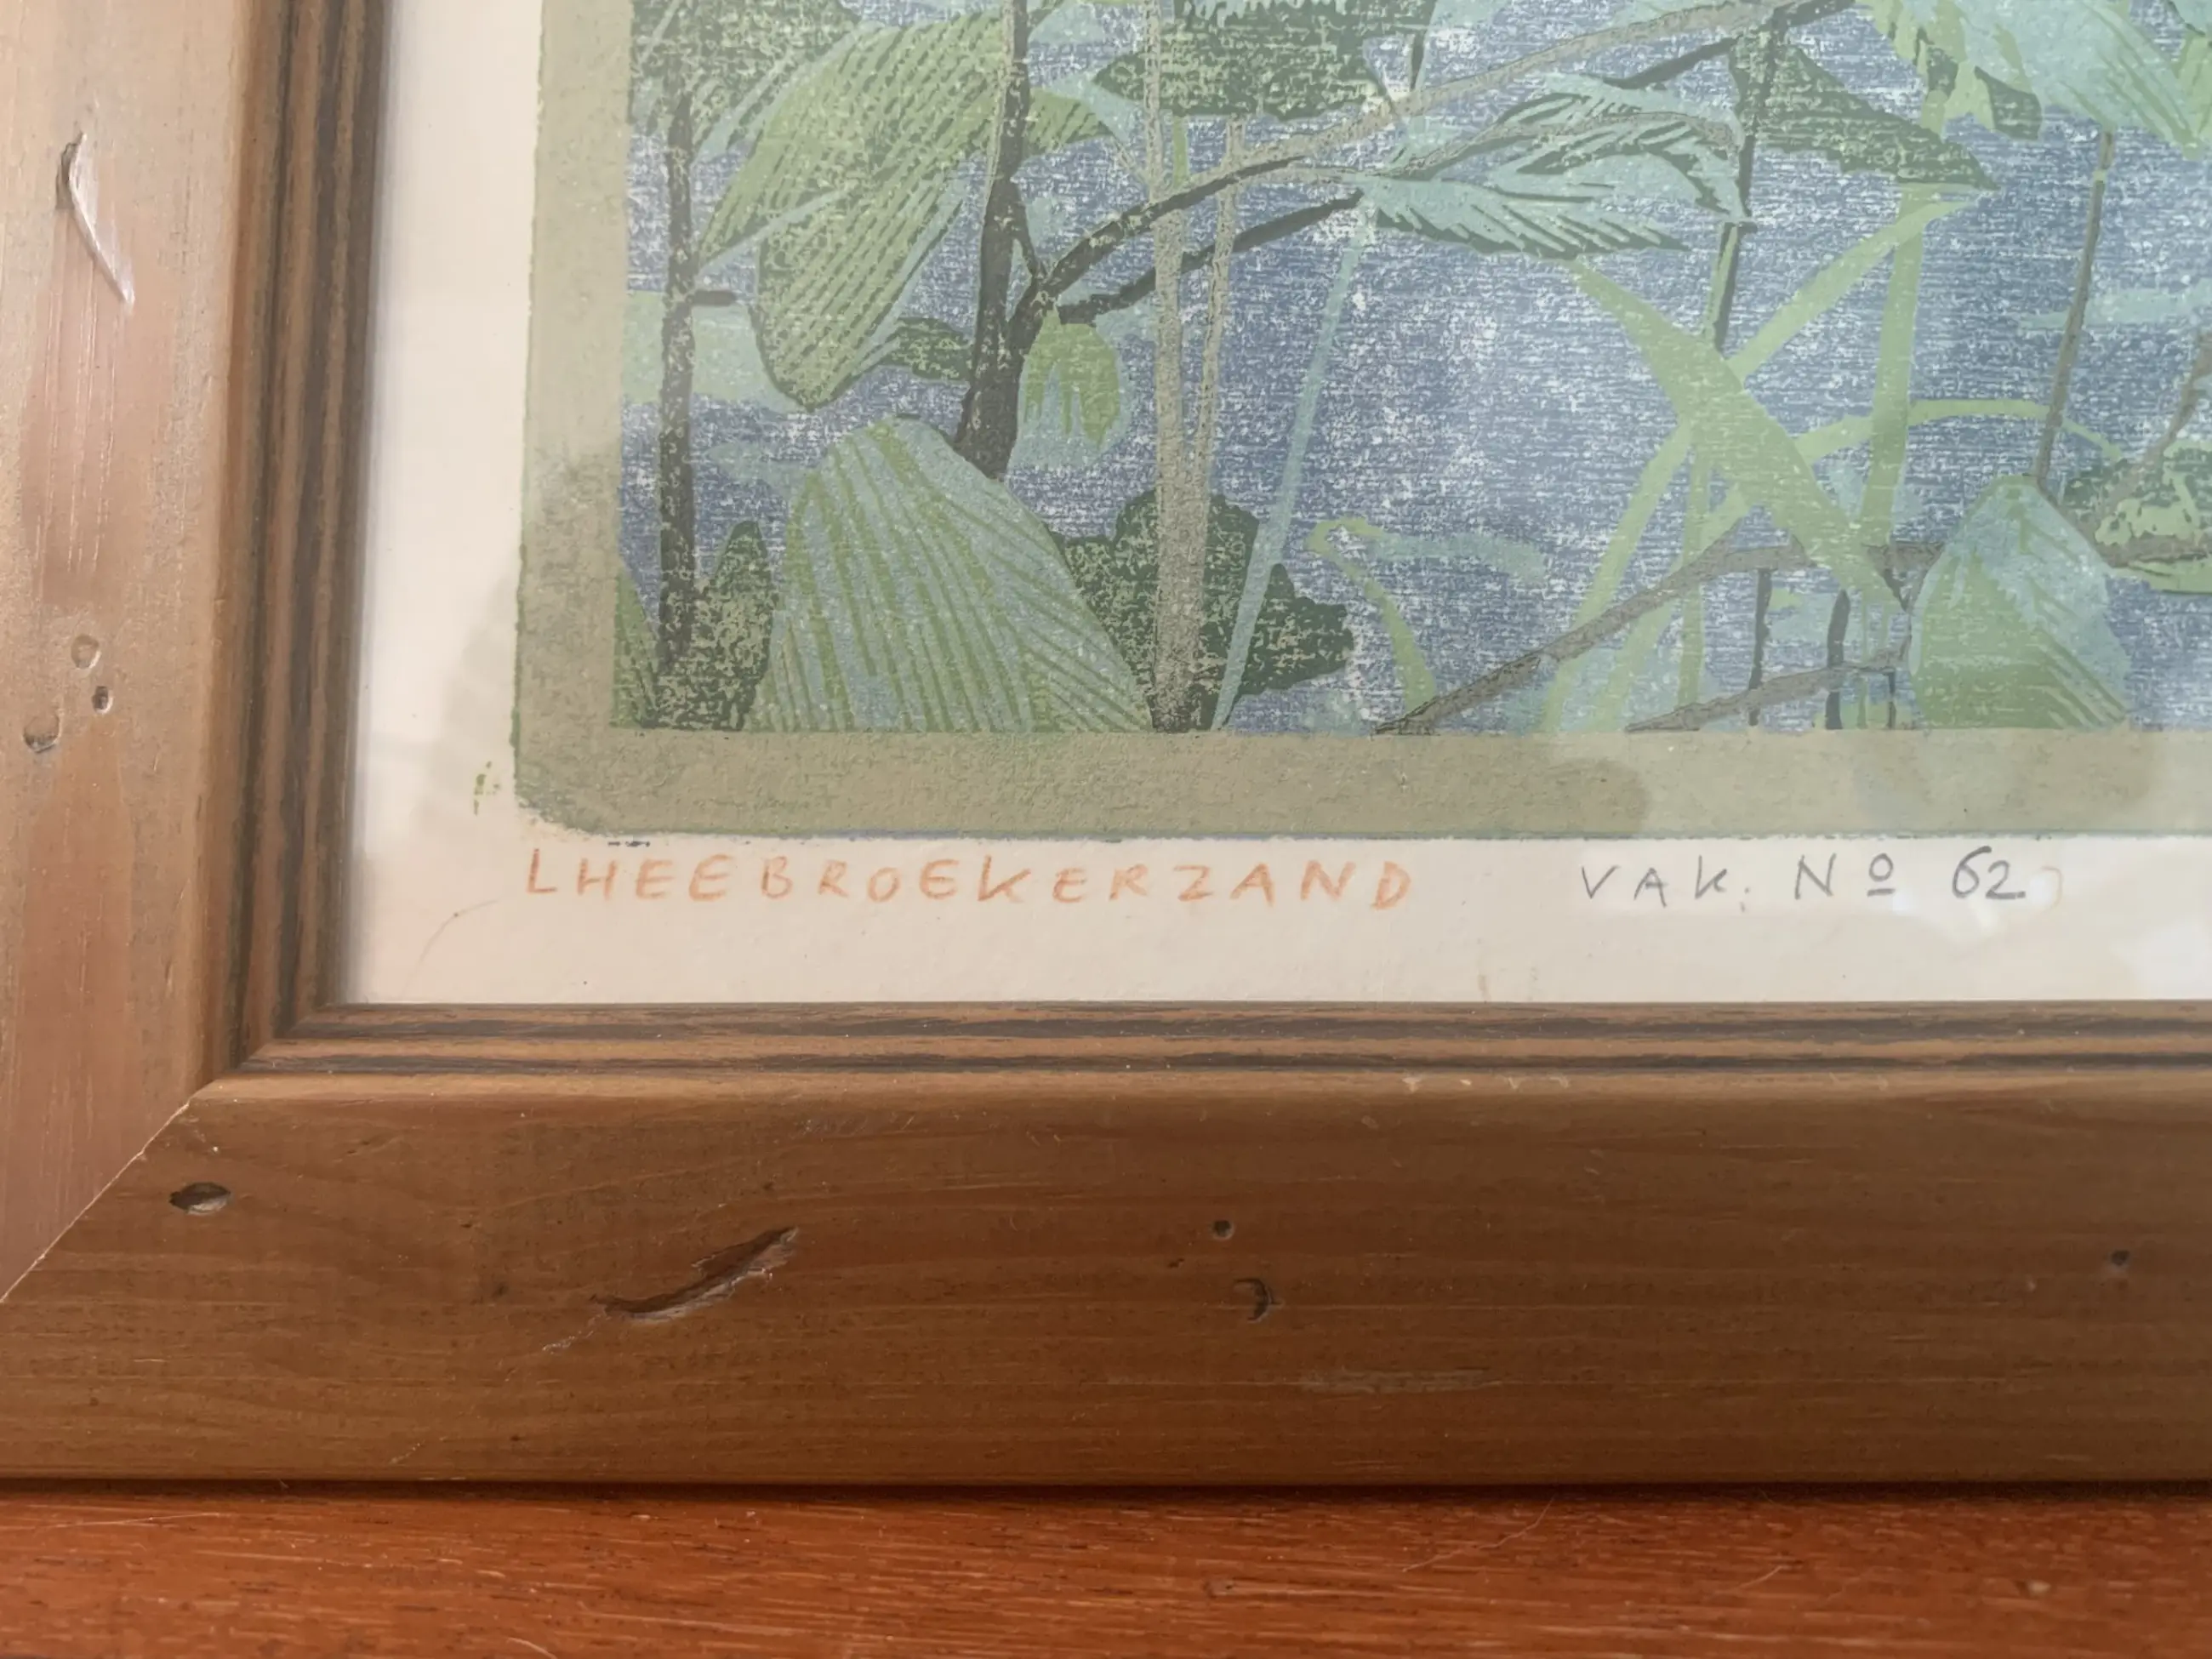 LHEEBROEKERZAND VAK. Nº 62